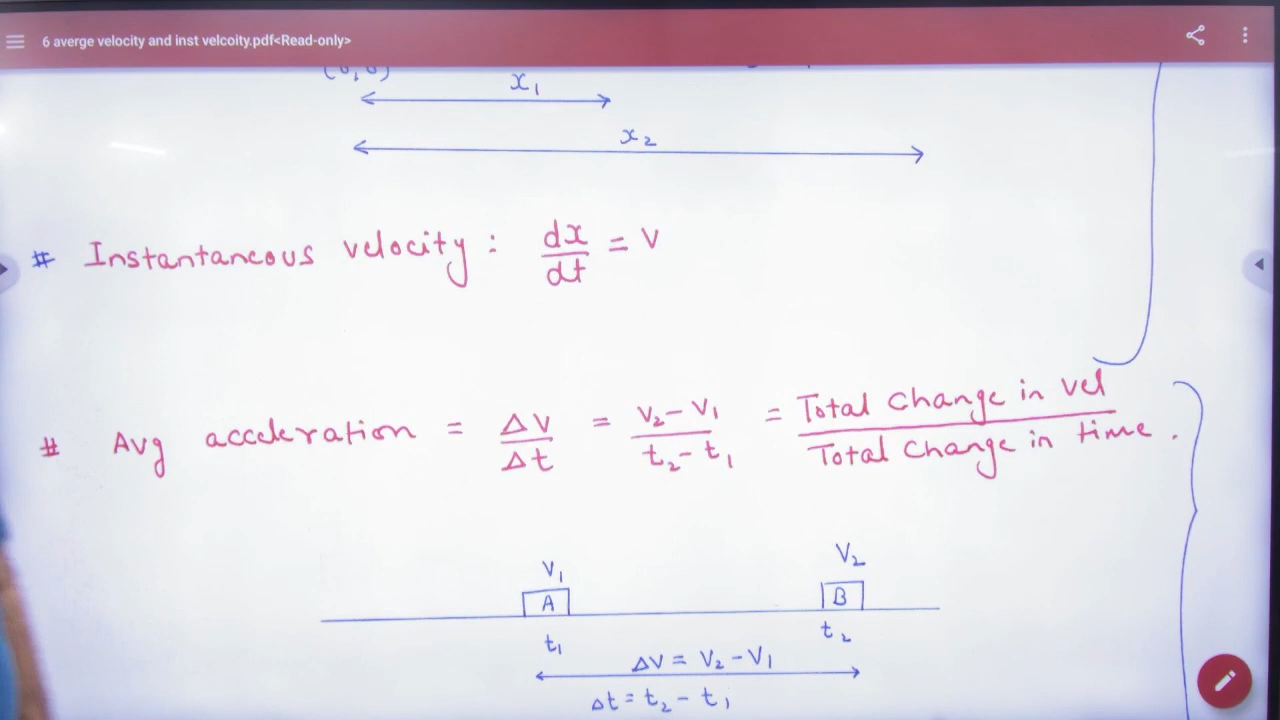 6 averge velocity and inst velcoity.pdf<Read-only>
x₁
x₂
# Instantaneous velocity : dx/dt = V
# Avg acceleration = ΔV/Δt = V₂-V₁/t₂-t₁ = Total Change in vel/Total Change in time.
V₁ V₂
A B
t₁ t₂
ΔV = V₂-V₁
Δt = t₂-t₁